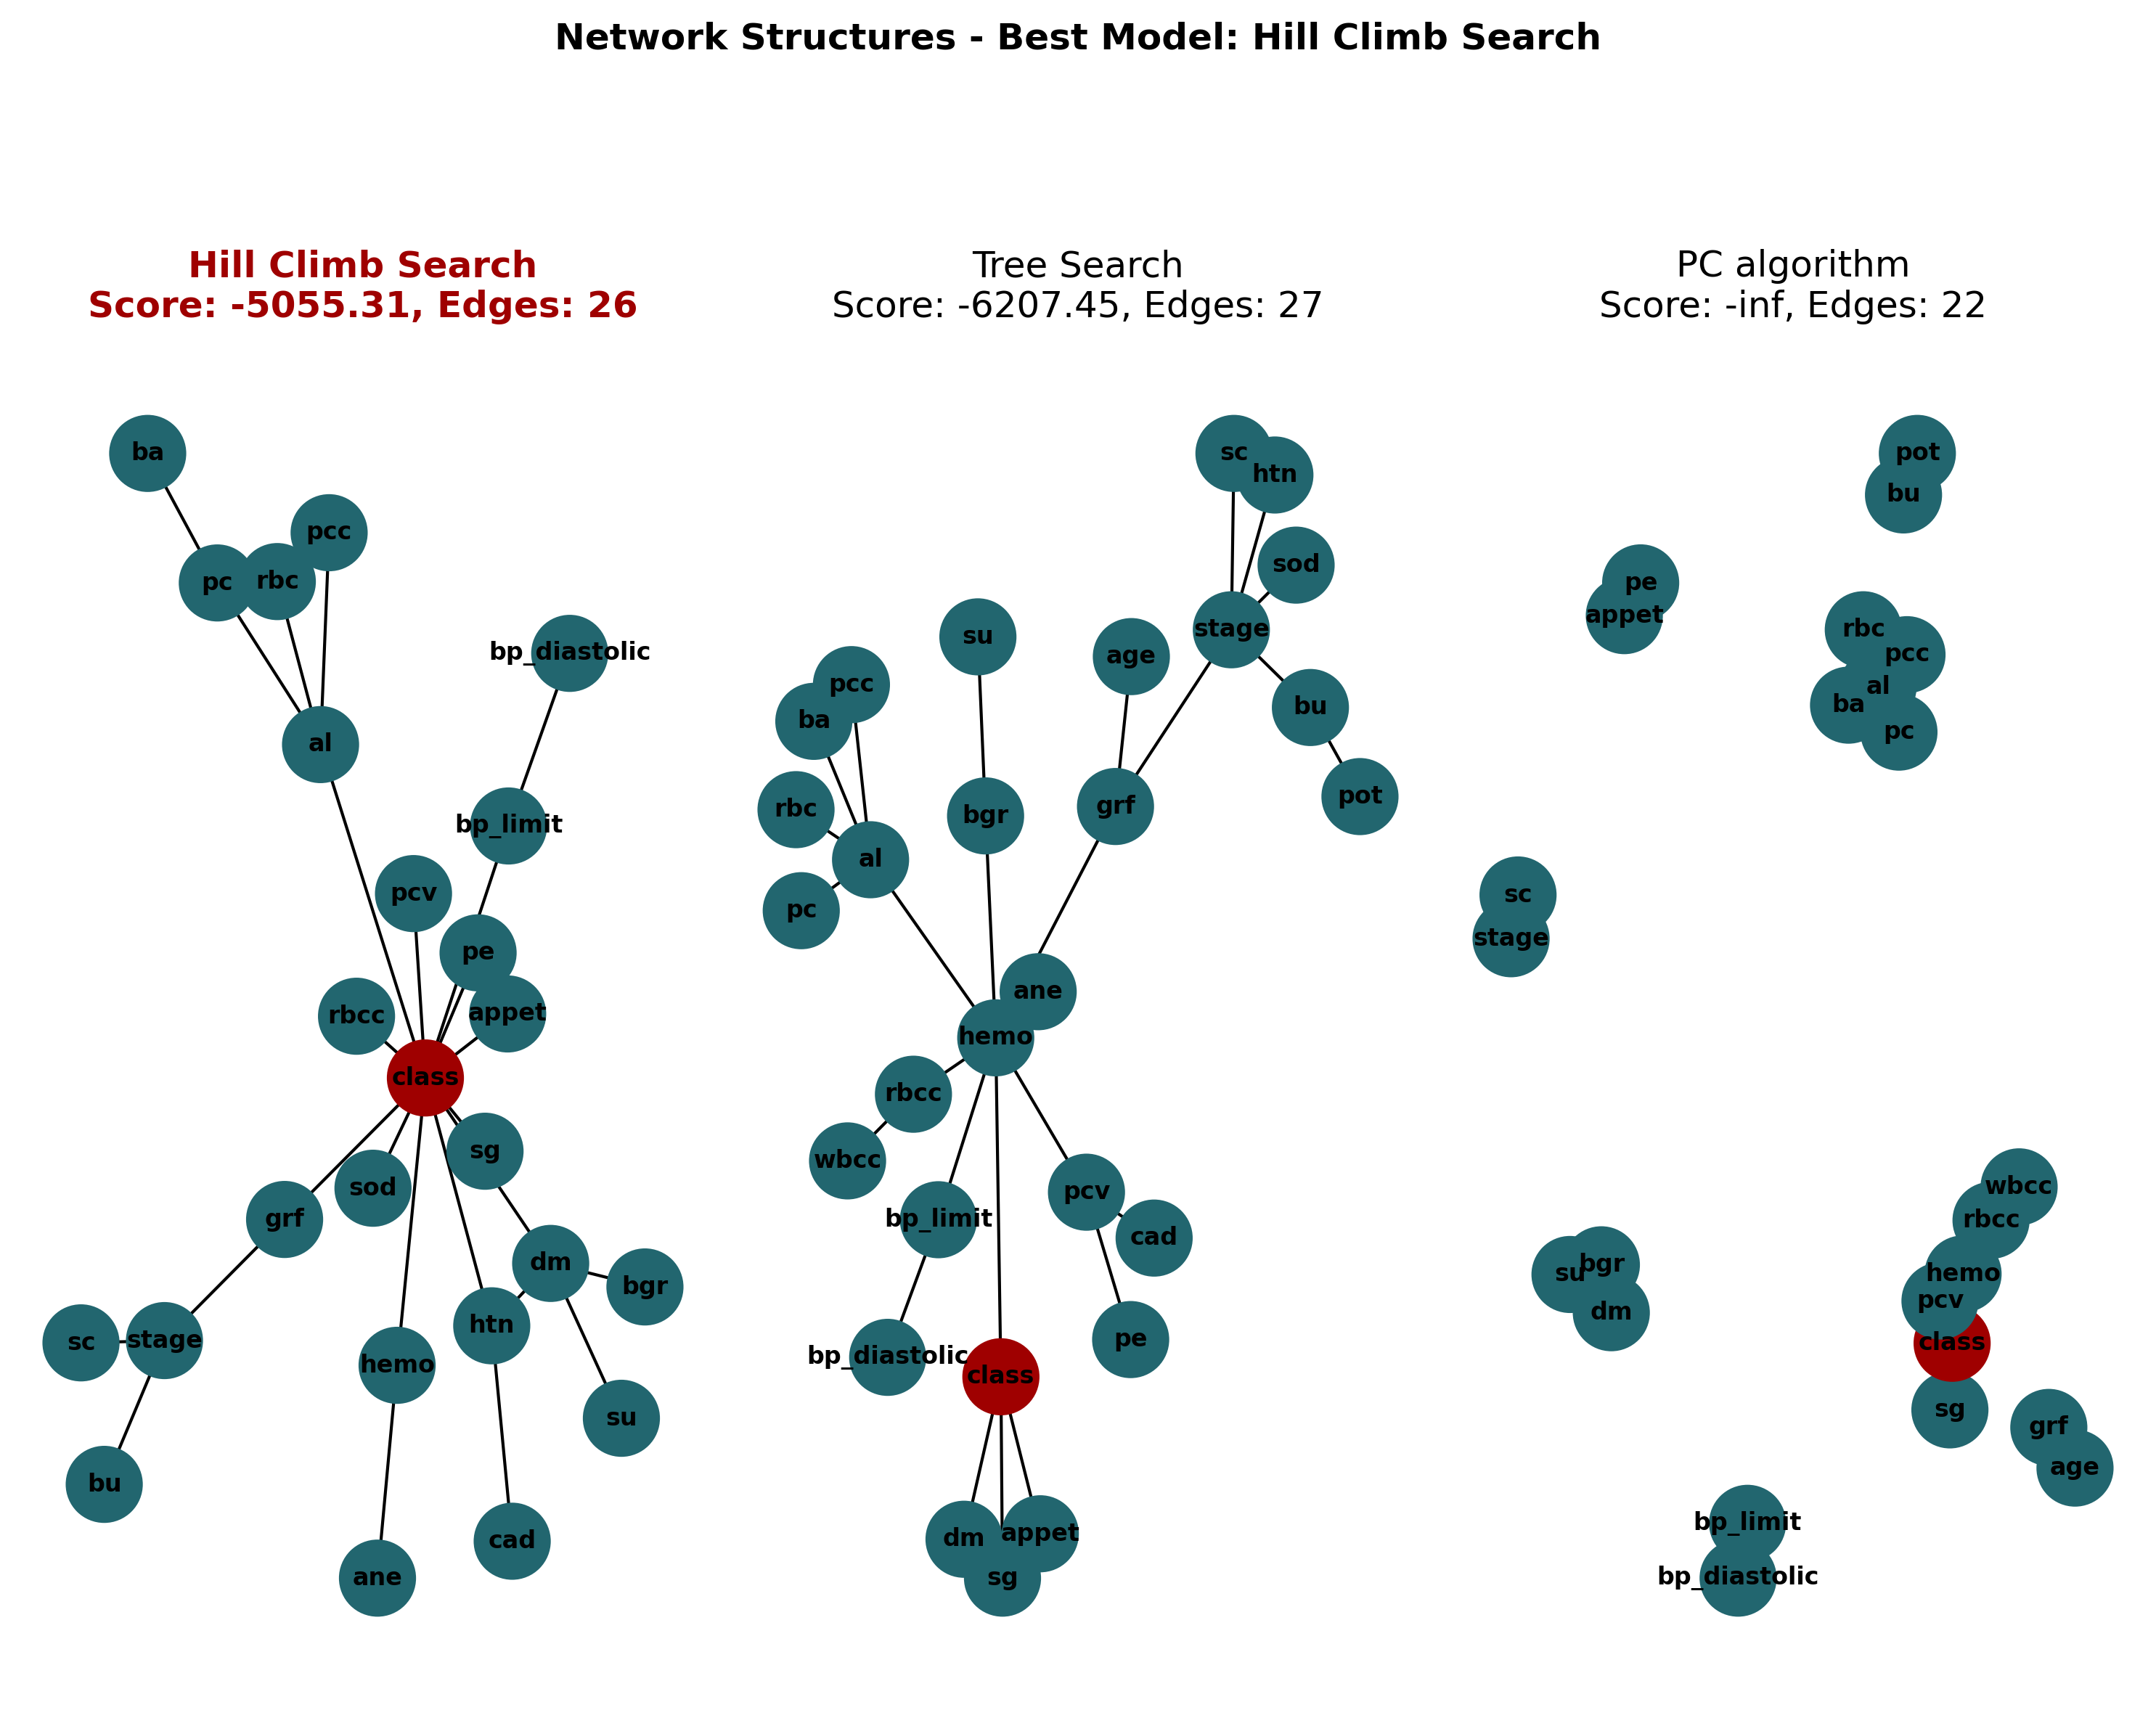 Network Structures - Best Model: Hill Climb Search
Hill Climb Search
Score: -5055.31, Edges: 26
ba
pcc
pc
rbc
bp_diastolic
al
bp_limit
pcv
pe
rbcc
appet
class
sg
sod
grf
dm
bgr
htn
sc
stage
hemo
su
bu
cad
ane
Tree Search
Score: -6207.45, Edges: 27
sc
htn
sod
stage
su
age
pcc
ba
bu
pot
rbc
bgr
grf
al
pc
ane
hemo
rbcc
wbcc
pcv
bp_limit
cad
pe
bp_diastolic
class
dm
appet
sg
PC algorithm
Score: -inf, Edges: 22
pot
bu
pe
appet
rbc
pcc
al
ba
pc
sc
stage
wbcc
rbcc
su
bgr
hemo
pcv
dm
class
sg
grf
age
bp_limit
bp_diastolic